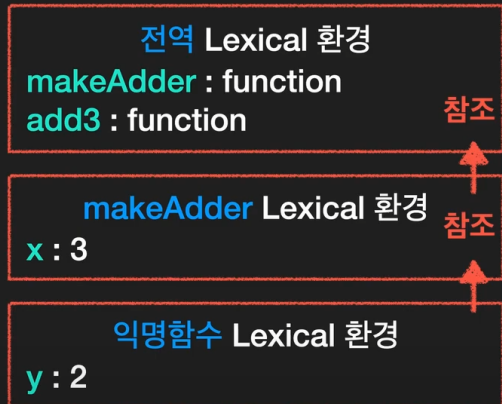 전역 Lexical 환경
makeAdder : function
add3 : function
참조
makeAdder Lexical 환경
참조
x : 3
익명함수 Lexical 환경
y : 2